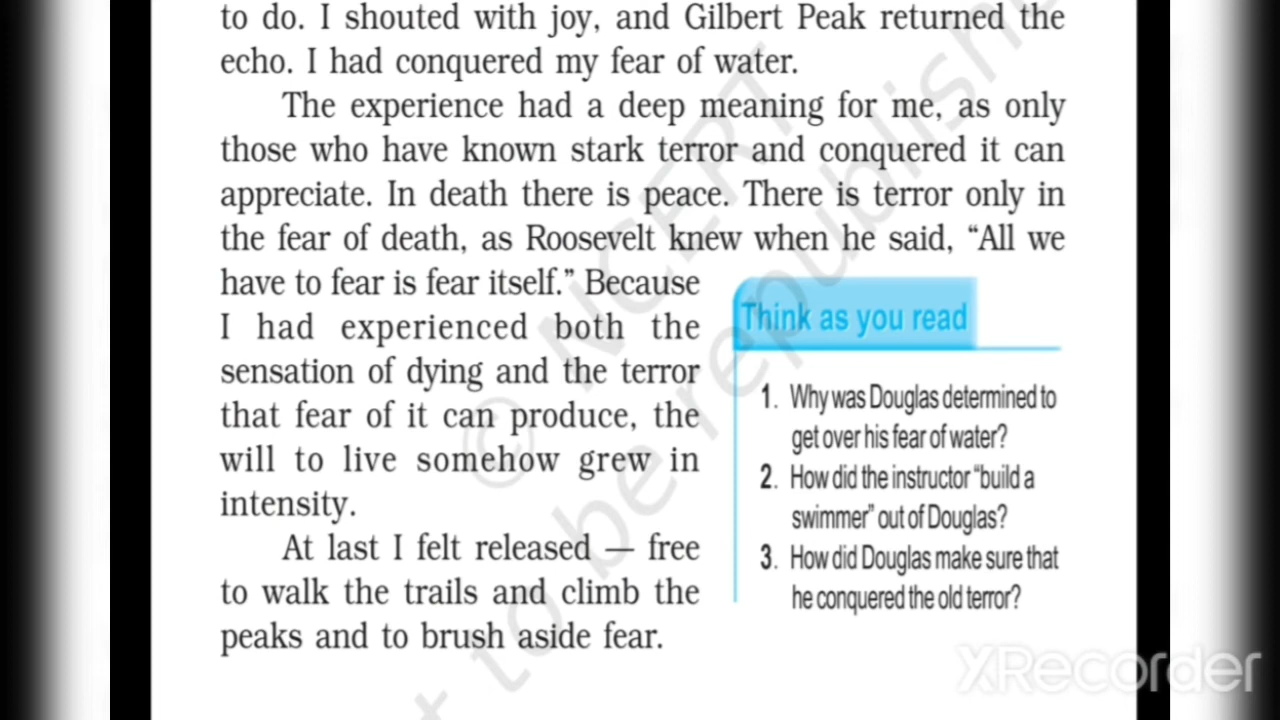 to do. I shouted with joy, and Gilbert Peak returned the
echo. I had conquered my fear of water.
The experience had a deep meaning for me, as only
those who have known stark terror and conquered it can
appreciate. In death there is peace. There is terror only in
the fear of death, as Roosevelt knew when he said, “All we
have to fear is fear itself.” Because
I had experienced both the
sensation of dying and the terror
that fear of it can produce, the
will to live somehow grew in
intensity.
At last I felt released — free
to walk the trails and climb the
peaks and to brush aside fear.
Think as you read
1. Why was Douglas determined to
get over his fear of water?
2. How did the instructor “build a
swimmer” out of Douglas?
3. How did Douglas make sure that
he conquered the old terror?
© NCERT
to be republishe
XRecorder